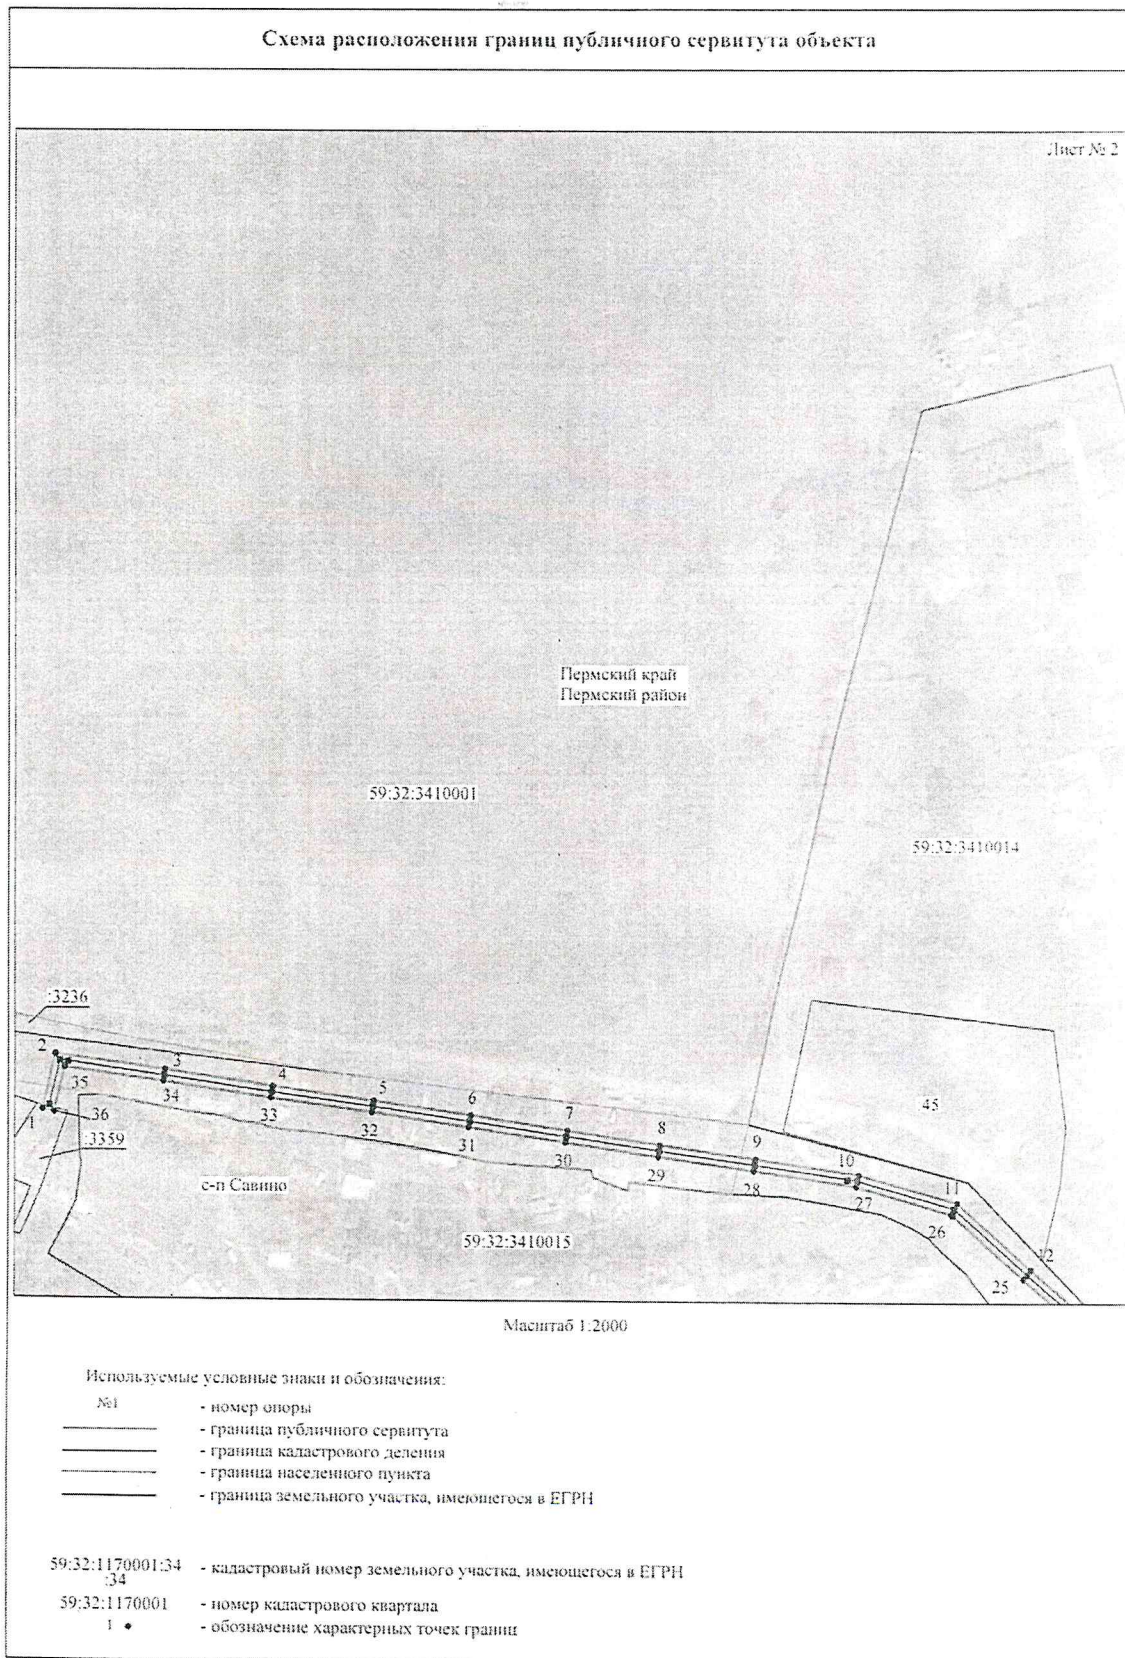 Схема расположения границ публичного сервитута объекта
Лист № 2
Пермский край
Пермский район
59:32:3410001
59:32:3410014
:3236
2
3
4
5
6
7
8
9
10
11
12
45
35
34
33
32
31
30
29
28
27
26
25
1
36
:3359
с-п Савино
59:32:3410015
Масштаб 1:2000
Используемые условные знаки и обозначения:
№1 - номер опоры
- граница публичного сервитута
- граница кадастрового деления
- граница населенного пункта
- граница земельного участка, имеющегося в ЕГРН
59:32:1170001:34 - кадастровый номер земельного участка, имеющегося в ЕГРН
:34
59:32:1170001 - номер кадастрового квартала
1 - обозначение характерных точек границ